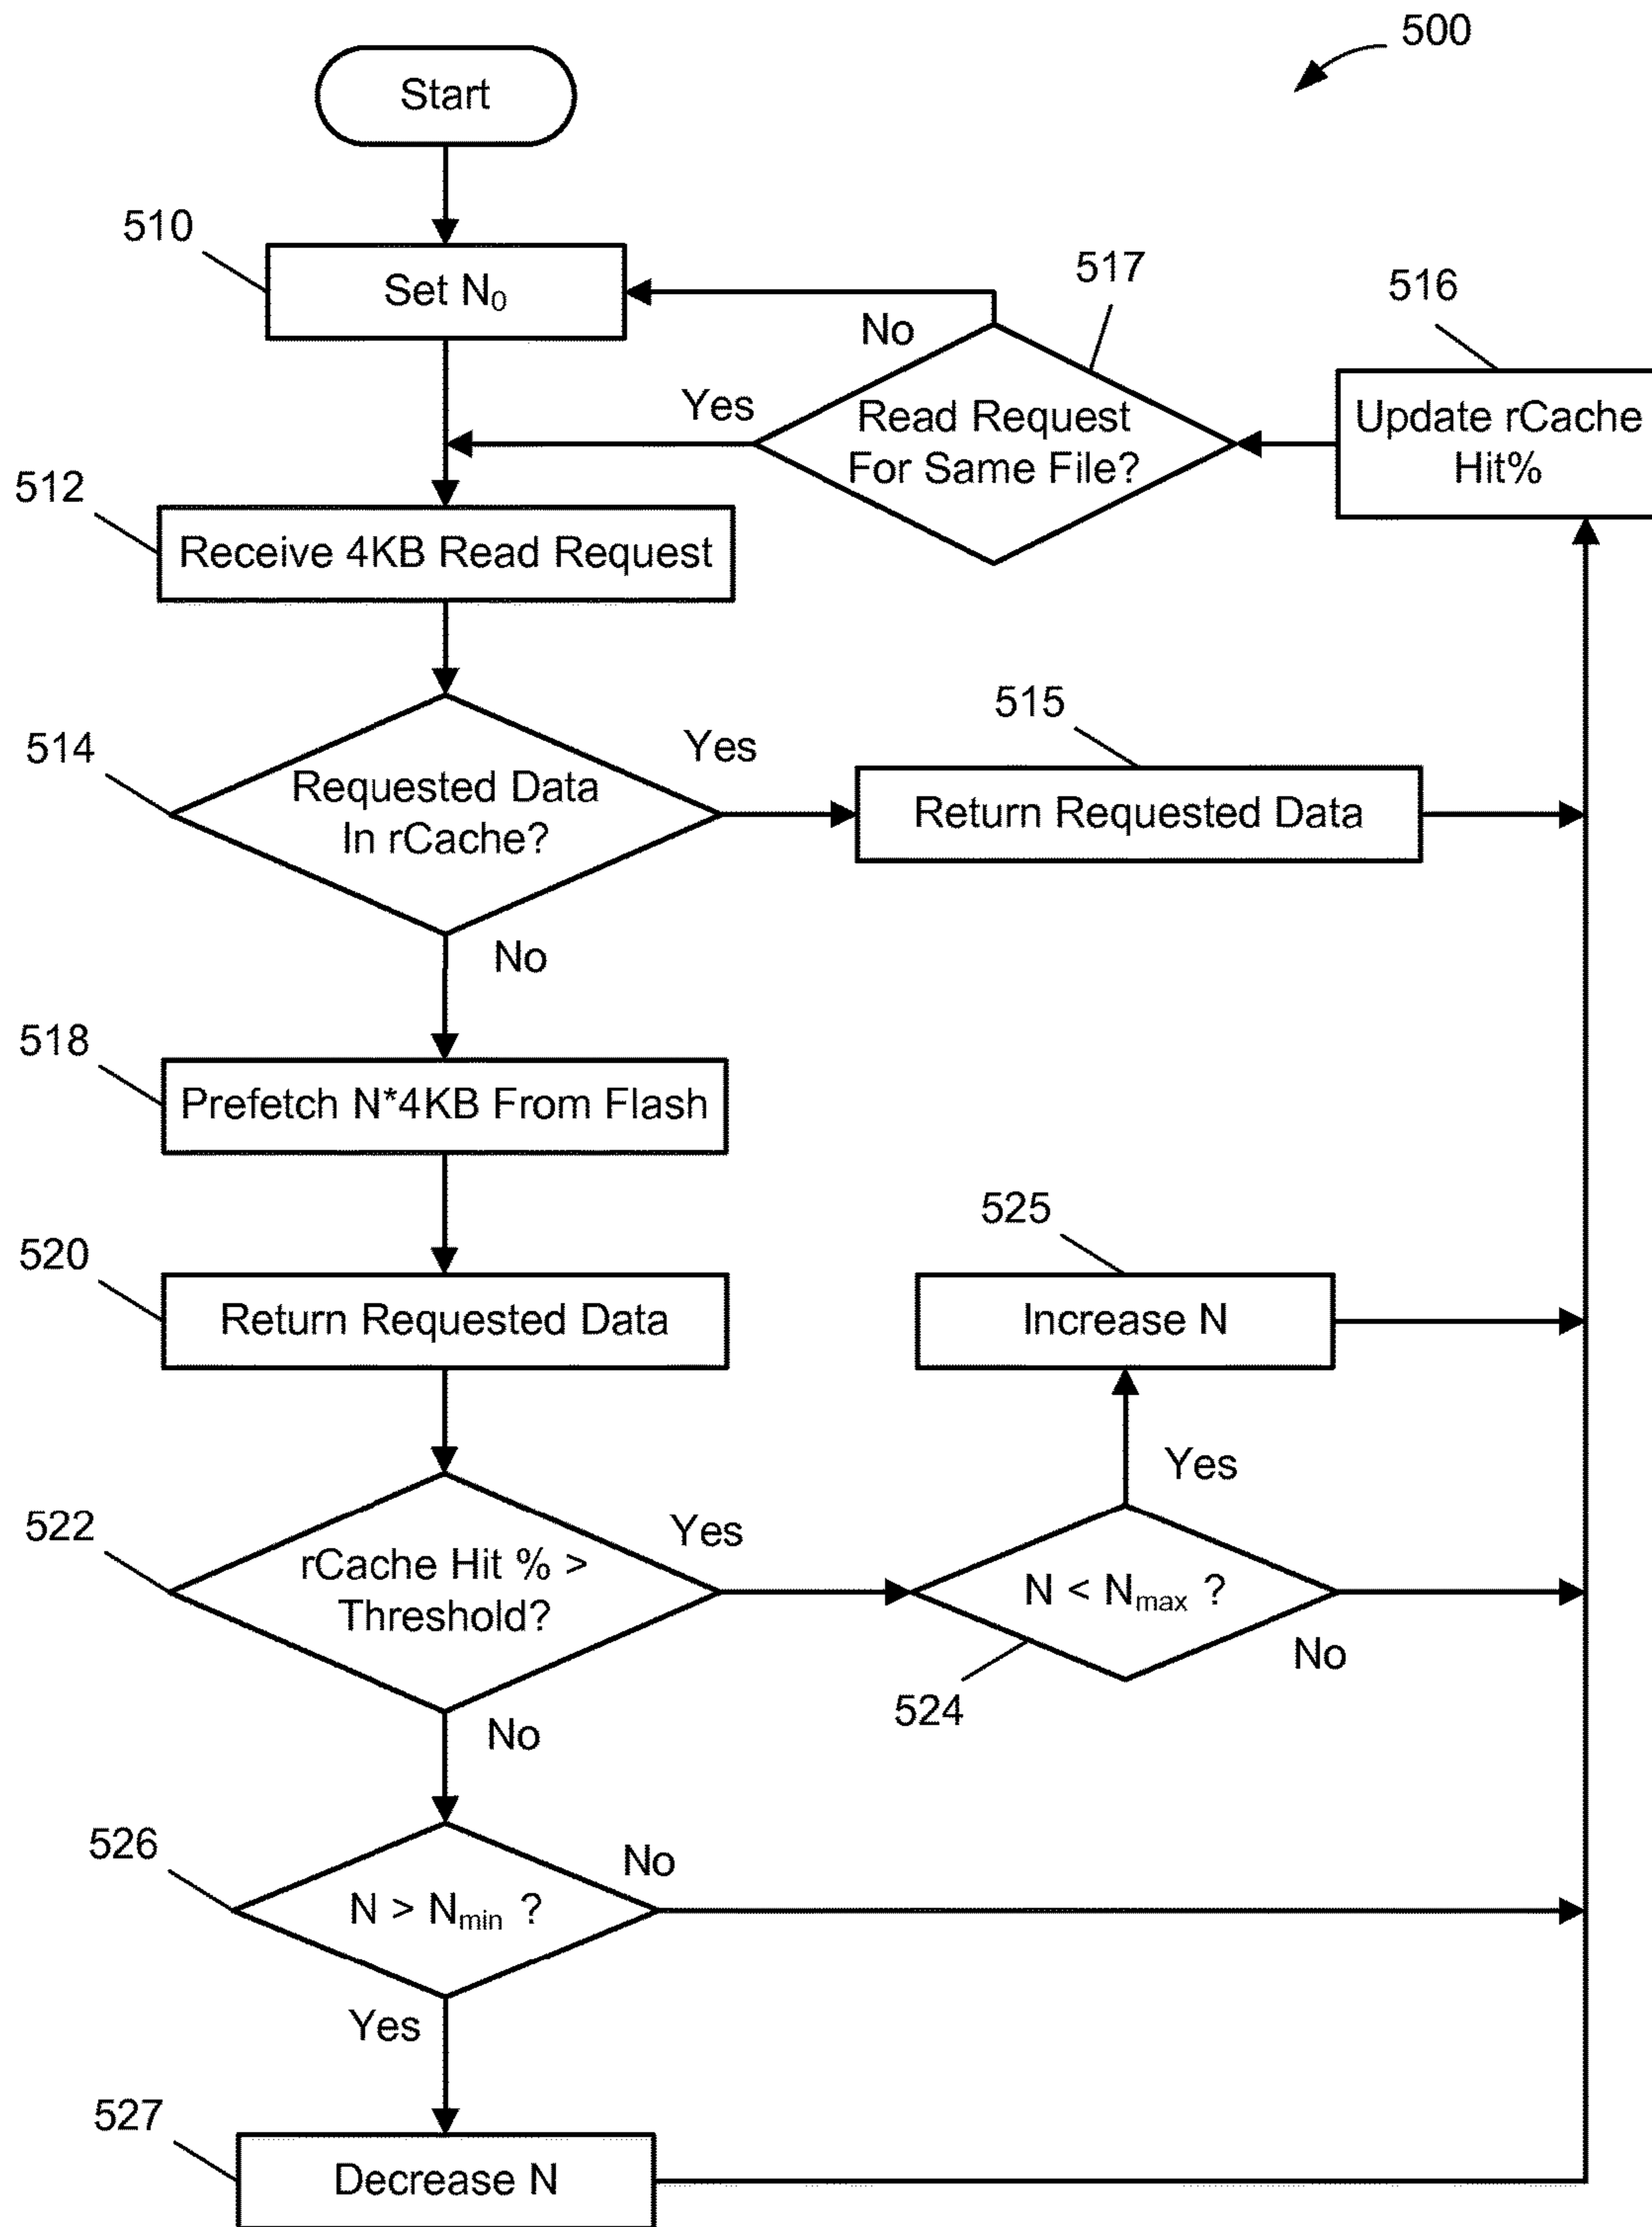 500
Start
510
Set N₀
517
516
No
Yes
Read Request
For Same File?
Update rCache
Hit%
512
Receive 4KB Read Request
514
Requested Data
In rCache?
Yes
515
Return Requested Data
No
518
Prefetch N*4KB From Flash
520
Return Requested Data
525
Increase N
Yes
522
rCache Hit % >
Threshold?
Yes
N < Nmax ?
No
524
No
526
N > Nmin ?
No
Yes
527
Decrease N